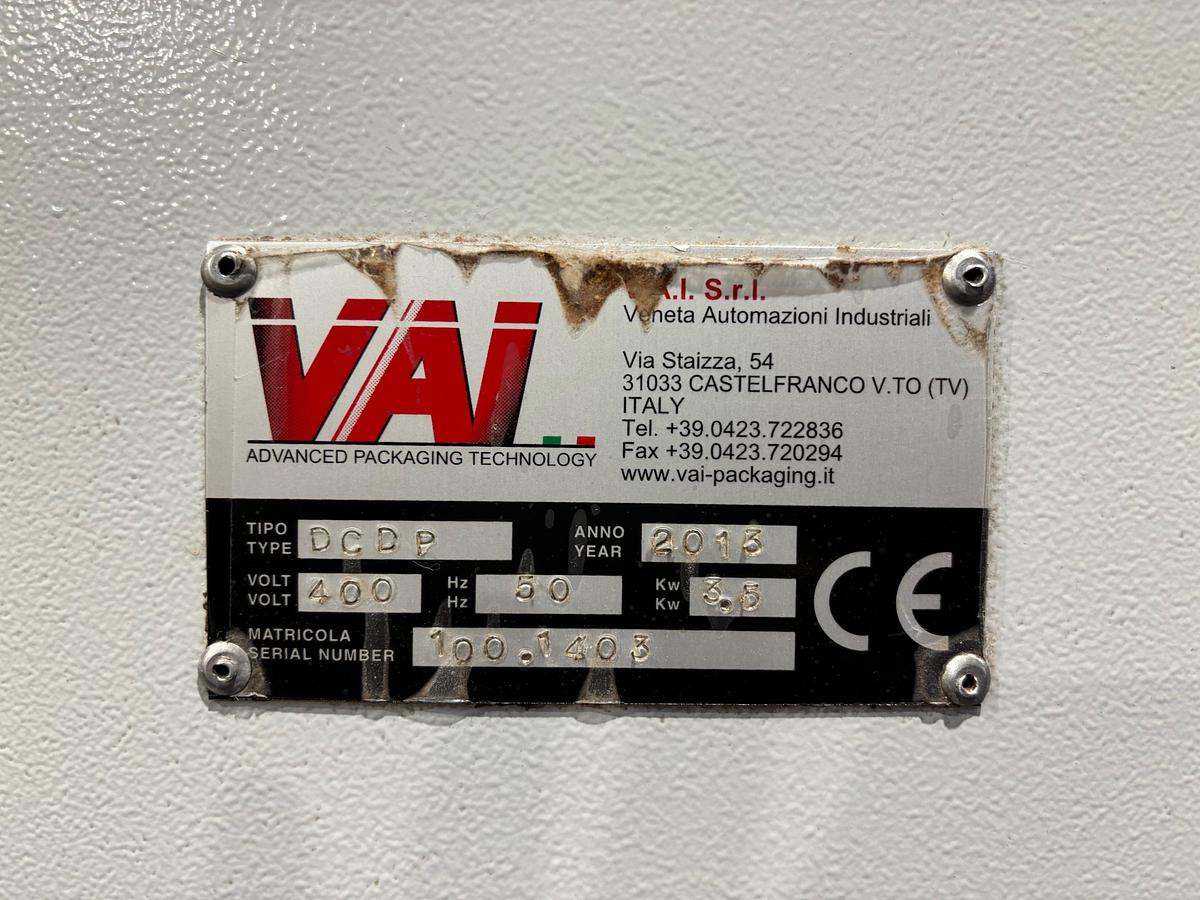 VAI
ADVANCED PACKAGING TECHNOLOGY
V.A.I. S.r.l.
Veneta Automazioni Industriali
Via Staizza, 54
31033 CASTELFRANCO V.TO (TV)
ITALY
Tel. +39.0423.722836
Fax +39.0423.720294
www.vai-packaging.it
TIPO
TYPE DCDP
ANNO
YEAR 2013
VOLT
VOLT 400
Hz
Hz 50
Kw
Kw 3.5
MATRICOLA
SERIAL NUMBER 100.1403
CE